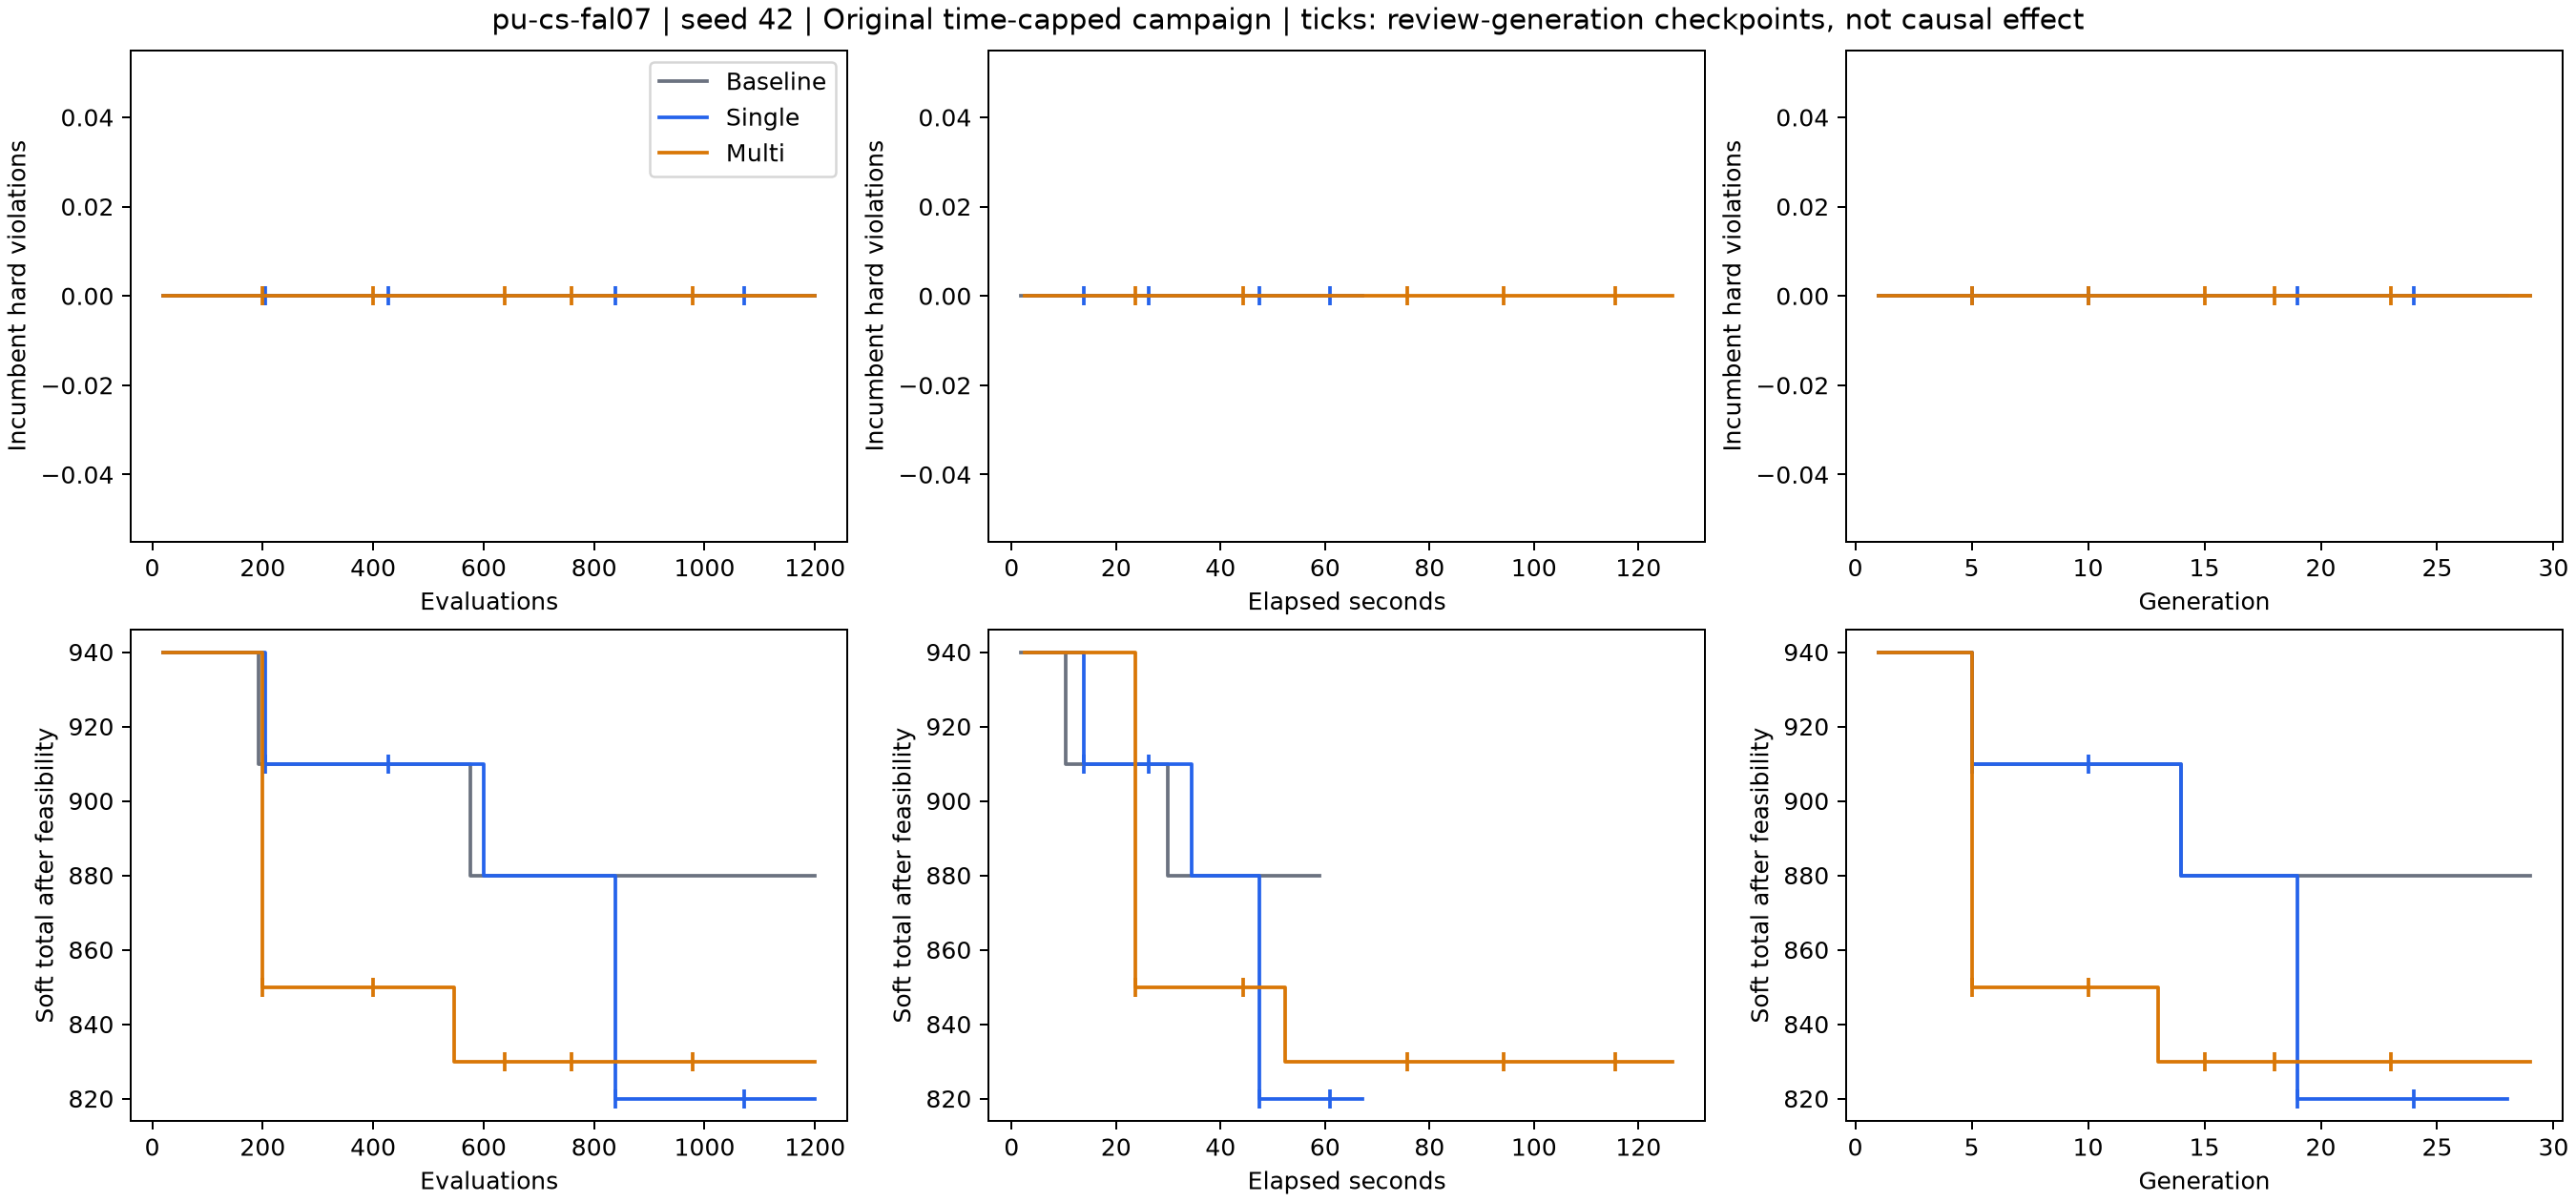 pu-cs-fal07 | seed 42 | Original time-capped campaign | ticks: review-generation checkpoints, not causal effect
Incumbent hard violations
0.04
0.02
0.00
−0.02
−0.04
Baseline
Single
Multi
0 200 400 600 800 1000 1200
Evaluations
Incumbent hard violations
0.04
0.02
0.00
−0.02
−0.04
0 20 40 60 80 100 120
Elapsed seconds
Incumbent hard violations
0.04
0.02
0.00
−0.02
−0.04
0 5 10 15 20 25 30
Generation
Soft total after feasibility
940
920
900
880
860
840
820
0 200 400 600 800 1000 1200
Evaluations
Soft total after feasibility
940
920
900
880
860
840
820
0 20 40 60 80 100 120
Elapsed seconds
Soft total after feasibility
940
920
900
880
860
840
820
0 5 10 15 20 25 30
Generation